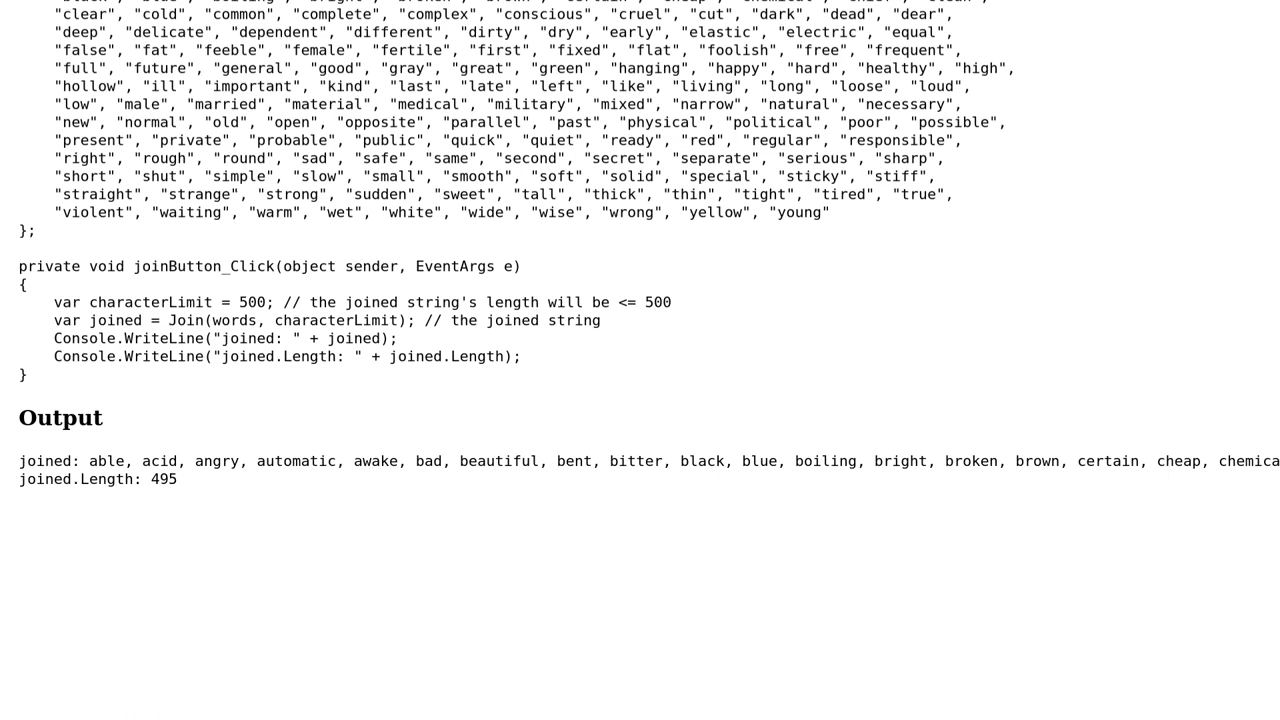 "clear", "cold", "common", "complete", "complex", "conscious", "cruel", "cut", "dark", "dead", "dear",
"deep", "delicate", "dependent", "different", "dirty", "dry", "early", "elastic", "electric", "equal",
"false", "fat", "feeble", "female", "fertile", "first", "fixed", "flat", "foolish", "free", "frequent",
"full", "future", "general", "good", "gray", "great", "green", "hanging", "happy", "hard", "healthy", "high",
"hollow", "ill", "important", "kind", "last", "late", "left", "like", "living", "long", "loose", "loud",
"low", "male", "married", "material", "medical", "military", "mixed", "narrow", "natural", "necessary",
"new", "normal", "old", "open", "opposite", "parallel", "past", "physical", "political", "poor", "possible",
"present", "private", "probable", "public", "quick", "quiet", "ready", "red", "regular", "responsible",
"right", "rough", "round", "sad", "safe", "same", "second", "secret", "separate", "serious", "sharp",
"short", "shut", "simple", "slow", "small", "smooth", "soft", "solid", "special", "sticky", "stiff",
"straight", "strange", "strong", "sudden", "sweet", "tall", "thick", "thin", "tight", "tired", "true",
"violent", "waiting", "warm", "wet", "white", "wide", "wise", "wrong", "yellow", "young"
};
private void joinButton_Click(object sender, EventArgs e)
{
var characterLimit = 500; // the joined string's length will be <= 500
var joined = Join(words, characterLimit); // the joined string
Console.WriteLine("joined: " + joined);
Console.WriteLine("joined.Length: " + joined.Length);
}
Output
joined: able, acid, angry, automatic, awake, bad, beautiful, bent, bitter, black, blue, boiling, bright, broken, brown, certain, cheap, chemica
joined.Length: 495